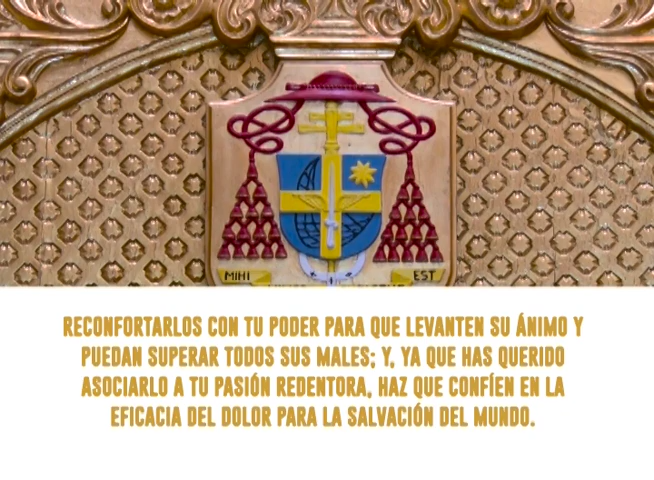 MIHI
EST
RECONFORTARLOS CON TU PODER PARA QUE LEVANTEN SU ÁNIMO Y
PUEDAN SUPERAR TODOS SUS MALES; Y, YA QUE HAS QUERIDO
ASOCIARLO A TU PASIÓN REDENTORA, HAZ QUE CONFÍEN EN LA
EFICACIA DEL DOLOR PARA LA SALVACIÓN DEL MUNDO.